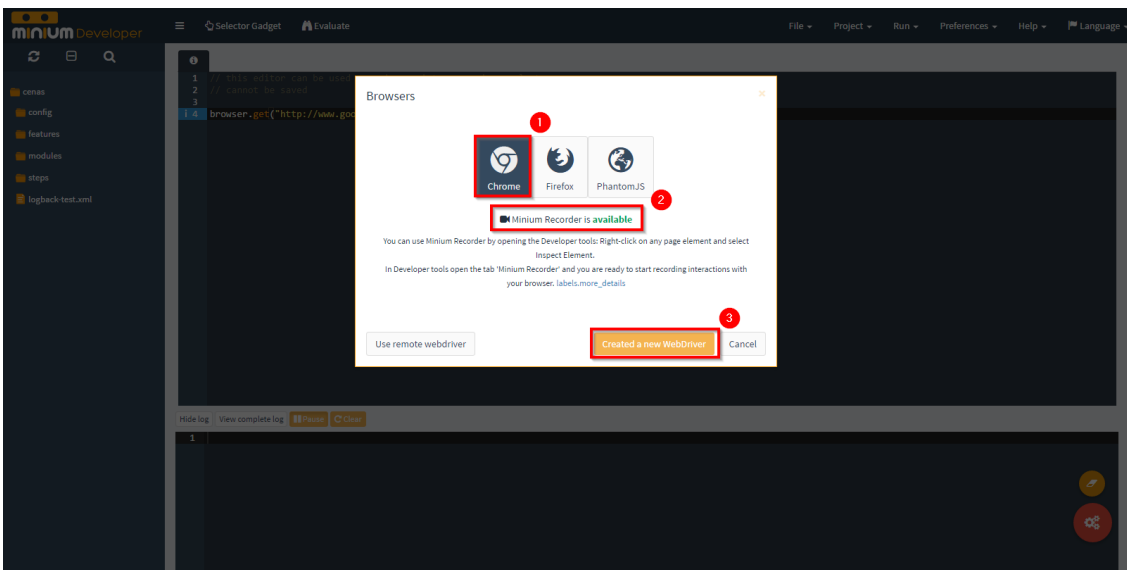 minium Developer
Selector Gadget
Evaluate
File
Project
Run
Preferences
Help
Language
cenas
config
features
modules
steps
logback-test.xml
1 // this editor can be used
2 // cannot be saved
3
i 4 browser.get("http://www.goo
Browsers
1
Chrome
Firefox
PhantomJS
2
Minium Recorder is available
You can use Minium Recorder by opening the Developer tools: Right-click on any page element and select
Inspect Element.
In Developer tools open the tab 'Minium Recorder' and you are ready to start recording interactions with
your browser. labels.more_details
3
Use remote webdriver
Created a new WebDriver
Cancel
Hide log
View complete log
Pause
Clear
1